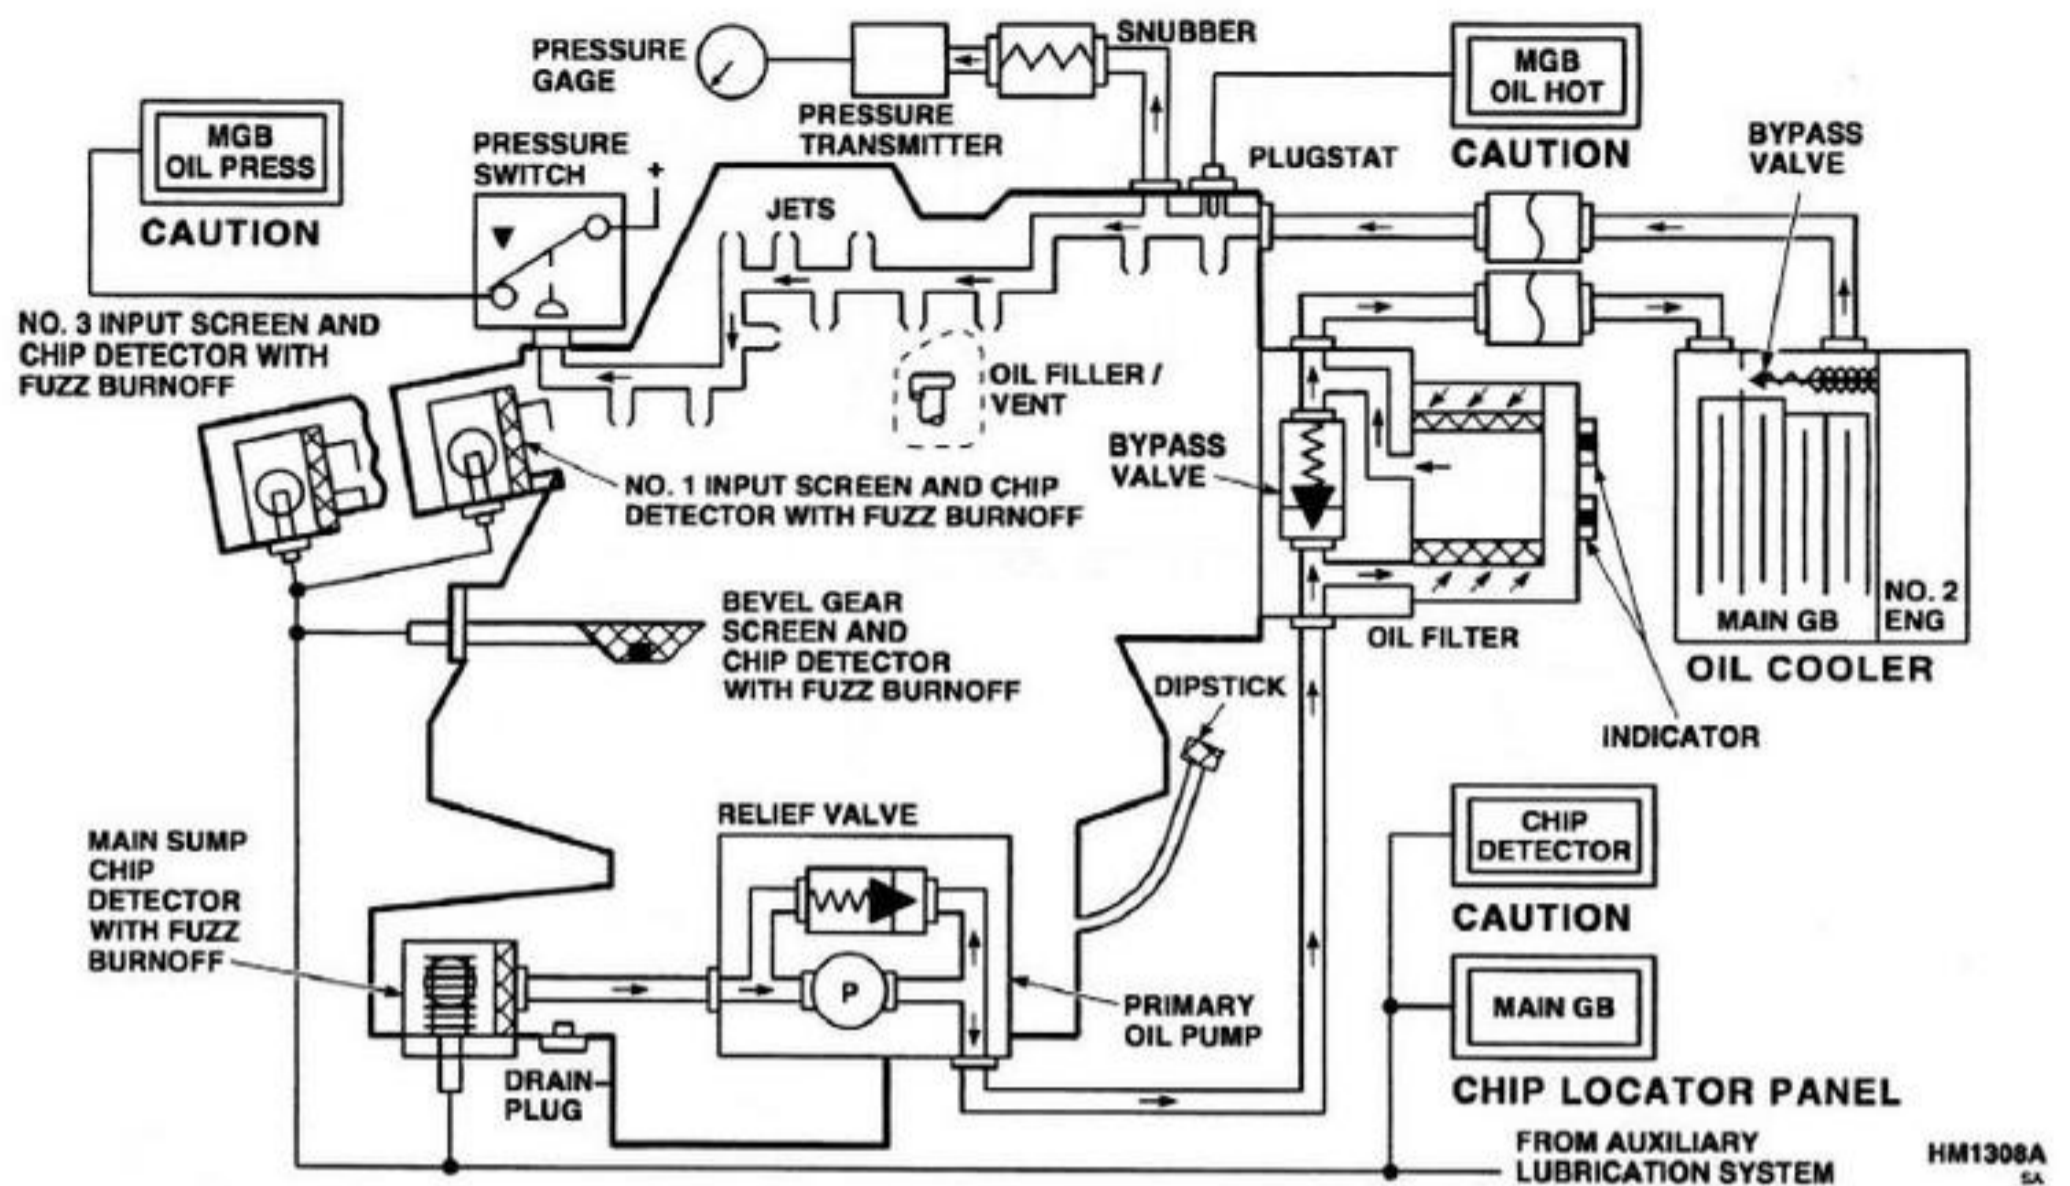 SNUBBER
PRESSURE
GAGE
MGB
OIL HOT
CAUTION
PRESSURE
TRANSMITTER
MGB
OIL PRESS
CAUTION
PRESSURE
SWITCH
+
PLUGSTAT
BYPASS
VALVE
JETS
NO. 3 INPUT SCREEN AND
CHIP DETECTOR WITH
FUZZ BURNOFF
OIL FILLER /
VENT
BYPASS
VALVE
NO. 1 INPUT SCREEN AND CHIP
DETECTOR WITH FUZZ BURNOFF
BEVEL GEAR
SCREEN AND
CHIP DETECTOR
WITH FUZZ BURNOFF
OIL FILTER
MAIN GB
NO. 2
ENG
OIL COOLER
DIPSTICK
INDICATOR
RELIEF VALVE
MAIN SUMP
CHIP
DETECTOR
WITH FUZZ
BURNOFF
P
PRIMARY
OIL PUMP
DRAIN
PLUG
CHIP
DETECTOR
CAUTION
MAIN GB
CHIP LOCATOR PANEL
FROM AUXILIARY
LUBRICATION SYSTEM
HM1308A
SA